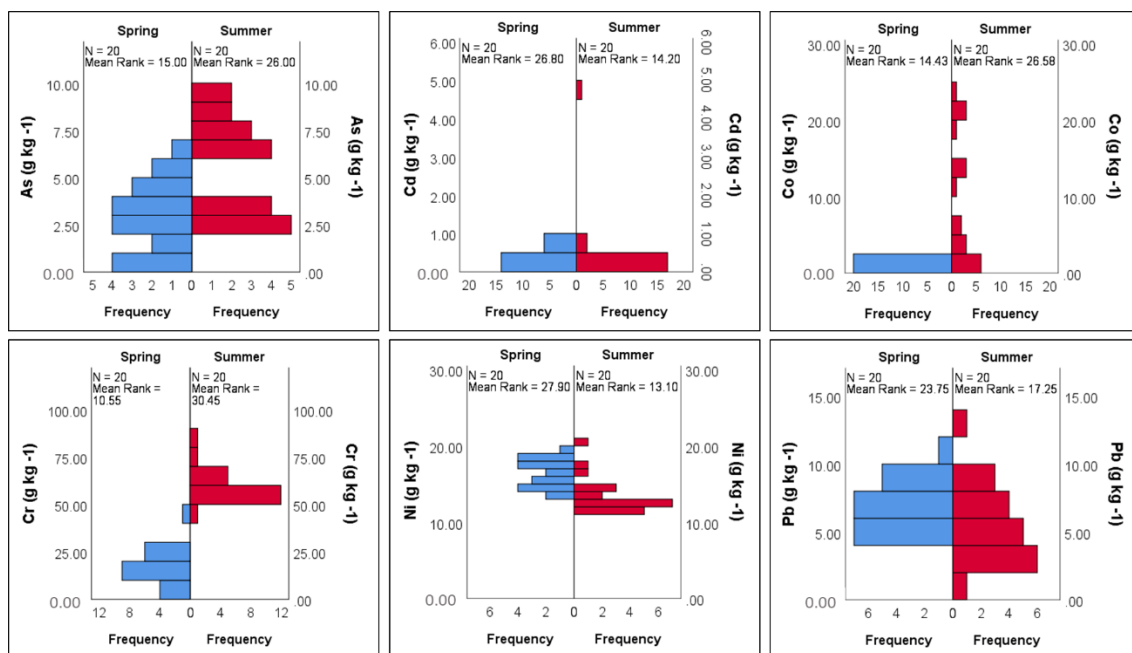 Spring Summer
N = 20 N = 20
Mean Rank = 15.00 Mean Rank = 26.00
As (g kg -1)
10.00
7.50
5.00
2.50
0.00
10.00
7.50
5.00
2.50
.00
As (g kg -1)
5 4 3 2 1 0 1 2 3 4 5
Frequency Frequency
Spring Summer
N = 20 N = 20
Mean Rank = 26.80 Mean Rank = 14.20
Cd (g kg -1)
6.00
5.00
4.00
3.00
2.00
1.00
0.00
6.00
5.00
4.00
3.00
2.00
1.00
.00
Cd (g kg -1)
20 15 10 5 0 5 10 15 20
Frequency Frequency
Spring Summer
N = 20 N = 20
Mean Rank = 14.43 Mean Rank = 26.58
Co (g kg -1)
30.00
20.00
10.00
0.00
30.00
20.00
10.00
.00
Co (g kg -1)
20 15 10 5 0 5 10 15 20
Frequency Frequency
Spring Summer
N = 20 N = 20
Mean Rank = Mean Rank =
10.55 30.45
Cr (g kg -1)
100.00
75.00
50.00
25.00
0.00
100.00
75.00
50.00
25.00
.00
Cr (g kg -1)
12 8 4 0 4 8 12
Frequency Frequency
Spring Summer
N = 20 N = 20
Mean Rank = 27.90 Mean Rank = 13.10
Ni (g kg -1)
30.00
20.00
10.00
0.00
30.00
20.00
10.00
.00
Ni (g kg -1)
6 4 2 0 2 4 6
Frequency Frequency
Spring Summer
N = 20 N = 20
Mean Rank = 23.75 Mean Rank = 17.25
Pb (g kg -1)
15.00
10.00
5.00
0.00
15.00
10.00
5.00
.00
Pb (g kg -1)
6 4 2 0 2 4 6
Frequency Frequency